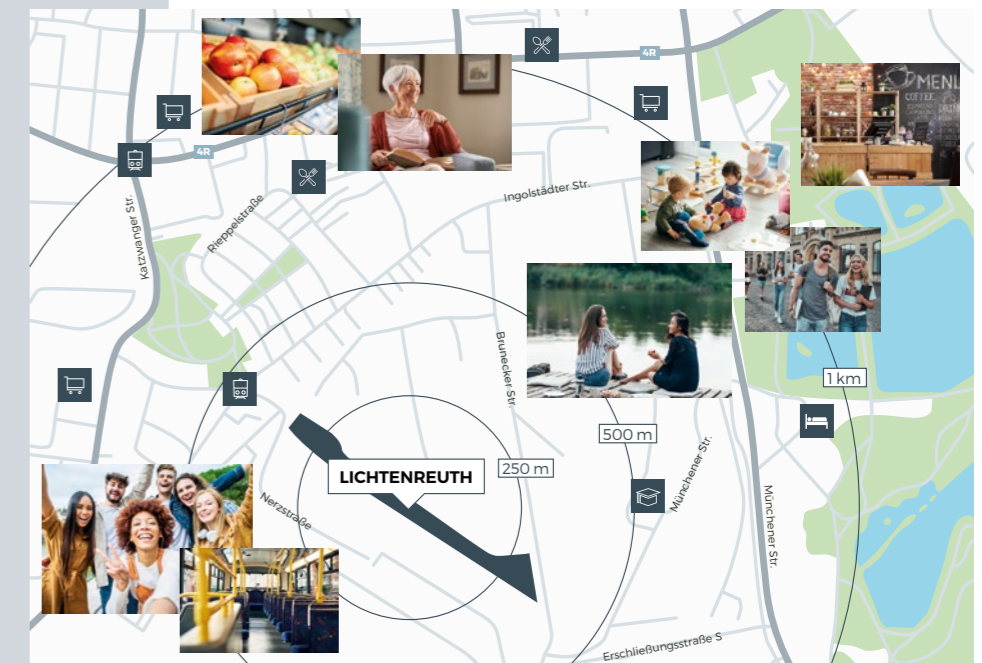 4R
MENU
COFFEE
4R
Ingolstädter Str.
Katzwanger Str.
Rieppelstraße
Brunecker Str.
1 km
500 m
250 m
LICHTENREUTH
Nerzstraße
Münchener Str.
Münchener Str.
Erschließungsstraße S